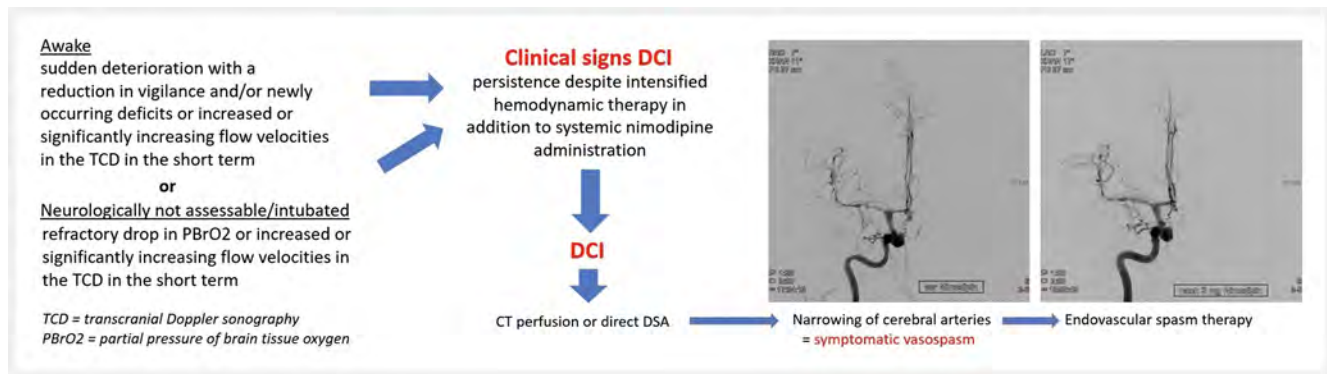 Awake
sudden deterioration with a
reduction in vigilance and/or newly
occurring deficits or increased or
significantly increasing flow velocities
in the TCD in the short term
or
Neurologically not assessable/intubated
refractory drop in PBrO2 or increased or
significantly increasing flow velocities in
the TCD in the short term
TCD = transcranial Doppler sonography
PBrO2 = partial pressure of brain tissue oxygen
Clinical signs DCI
persistence despite intensified
hemodynamic therapy in
addition to systemic nimodipine
administration
DCI
CT perfusion or direct DSA
Narrowing of cerebral arteries
= symptomatic vasospasm
Endovascular spasm therapy